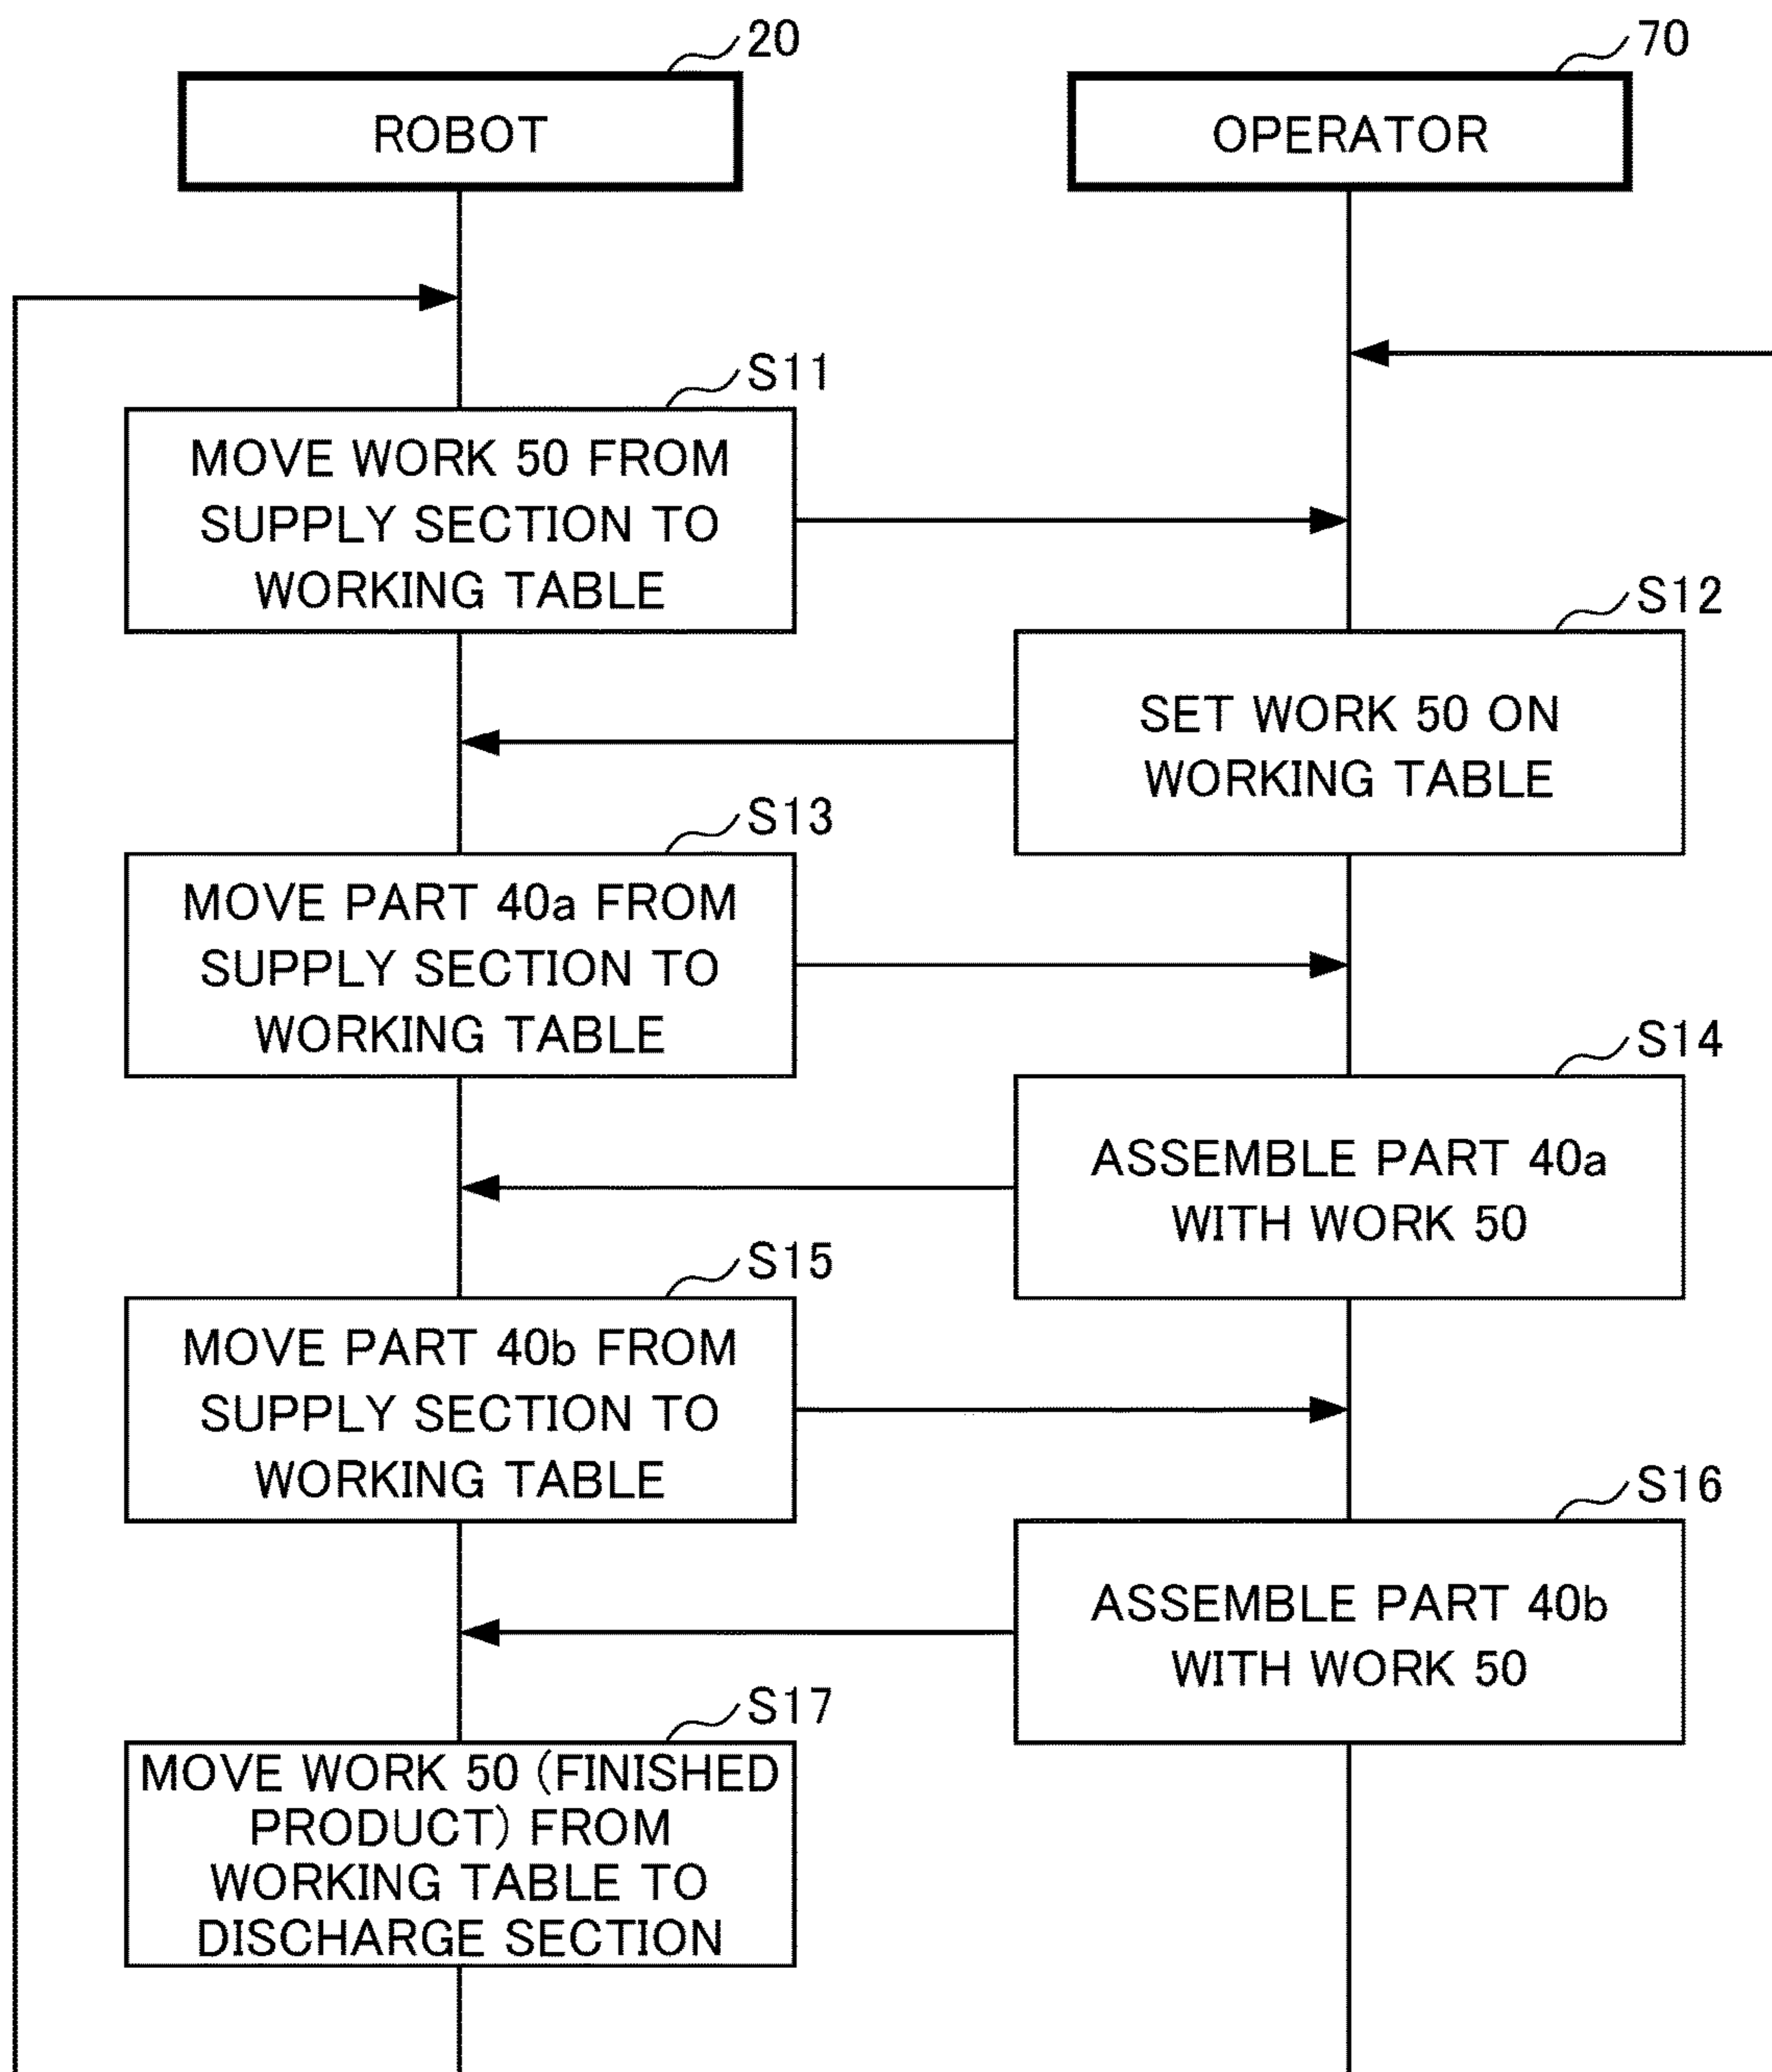 20
ROBOT
70
OPERATOR
S11
MOVE WORK 50 FROM
SUPPLY SECTION TO
WORKING TABLE
S12
SET WORK 50 ON
WORKING TABLE
S13
MOVE PART 40a FROM
SUPPLY SECTION TO
WORKING TABLE
S14
ASSEMBLE PART 40a
WITH WORK 50
S15
MOVE PART 40b FROM
SUPPLY SECTION TO
WORKING TABLE
S16
ASSEMBLE PART 40b
WITH WORK 50
S17
MOVE WORK 50 (FINISHED
PRODUCT) FROM
WORKING TABLE TO
DISCHARGE SECTION